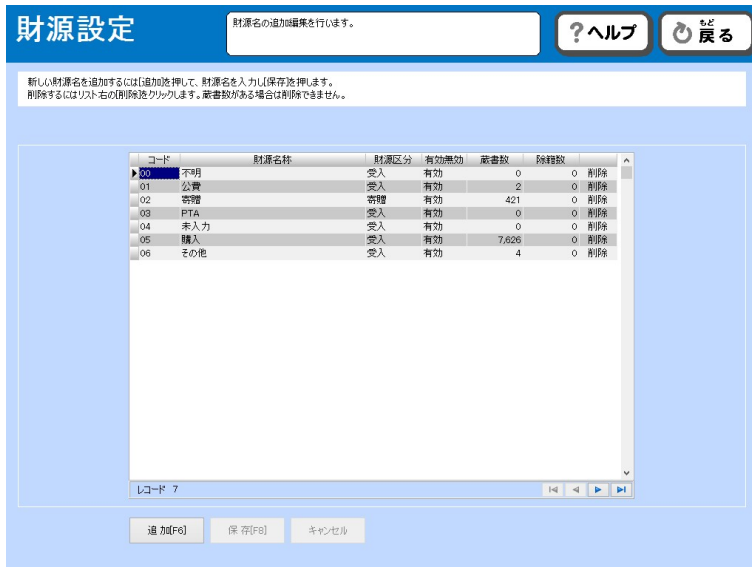 財源設定
財源名の追加編集を行います。
?ヘルプ
もど
戻る
新しい財源名を追加するには[追加]を押して、財源名を入力し[保存]を押します。
削除するにはリスト右の[削除]をクリックします。蔵書数がある場合は削除できません。
コード 財源名称 財源区分 有効無効 蔵書数 除籍数
00 不明 受入 有効 0 0 削除
01 公費 受入 有効 2 0 削除
02 寄贈 寄贈 有効 421 0 削除
03 PTA 受入 有効 0 0 削除
04 未入力 受入 有効 0 0 削除
05 購入 受入 有効 7,626 0 削除
06 その他 受入 有効 4 0 削除
レコード 7
追加[F6] 保存[F8] キャンセル